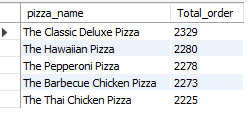 pizza_name Total_order
The Classic Deluxe Pizza 2329
The Hawaiian Pizza 2280
The Pepperoni Pizza 2278
The Barbecue Chicken Pizza 2273
The Thai Chicken Pizza 2225